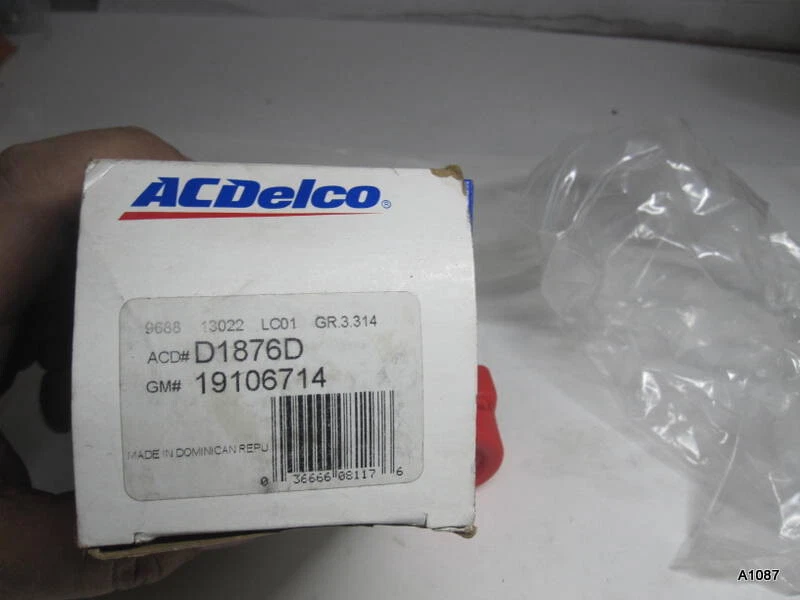 ACDelco®
9688 13022 LC01 GR.3.314
ACD# D1876D
GM# 19106714
MADE IN DOMINICAN REPU
0 36666 08117 6
A1087